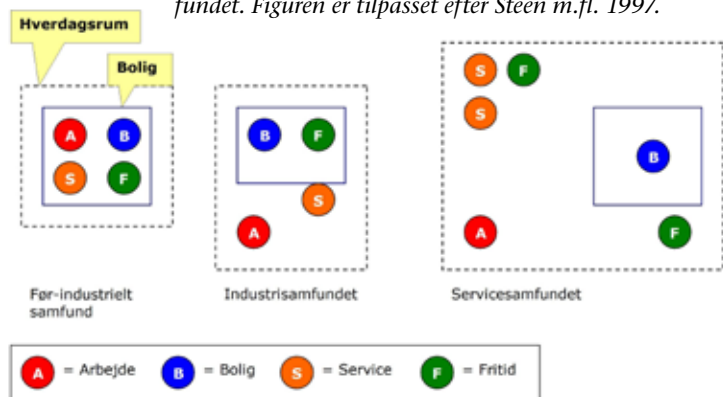 fundet. Figuren er tilpasset efter Steen m.fl. 1997.
Hverdagsrum
Bolig
A B
S F
B F
S
A
S F
S
B
A F
Før-industrielt
samfund
Industrisamfundet
Servicesamfundet
A = Arbejde B = Bolig S = Service F = Fritid